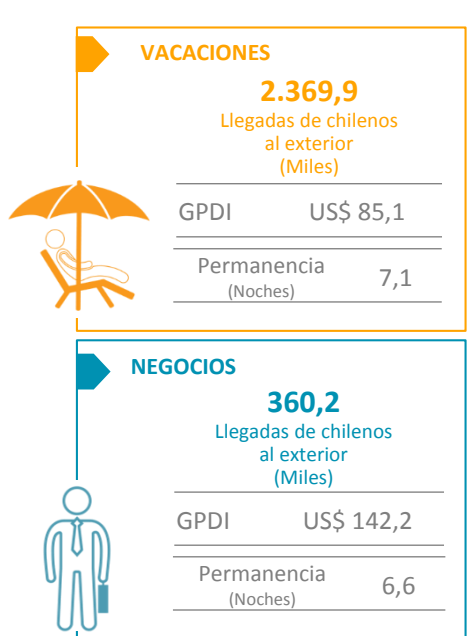 VACACIONES
2.369,9
Llegadas de chilenos
al exterior
(Miles)
GPDI US$ 85,1
Permanencia
(Noches)
7,1
NEGOCIOS
360,2
Llegadas de chilenos
al exterior
(Miles)
GPDI US$ 142,2
Permanencia
(Noches)
6,6